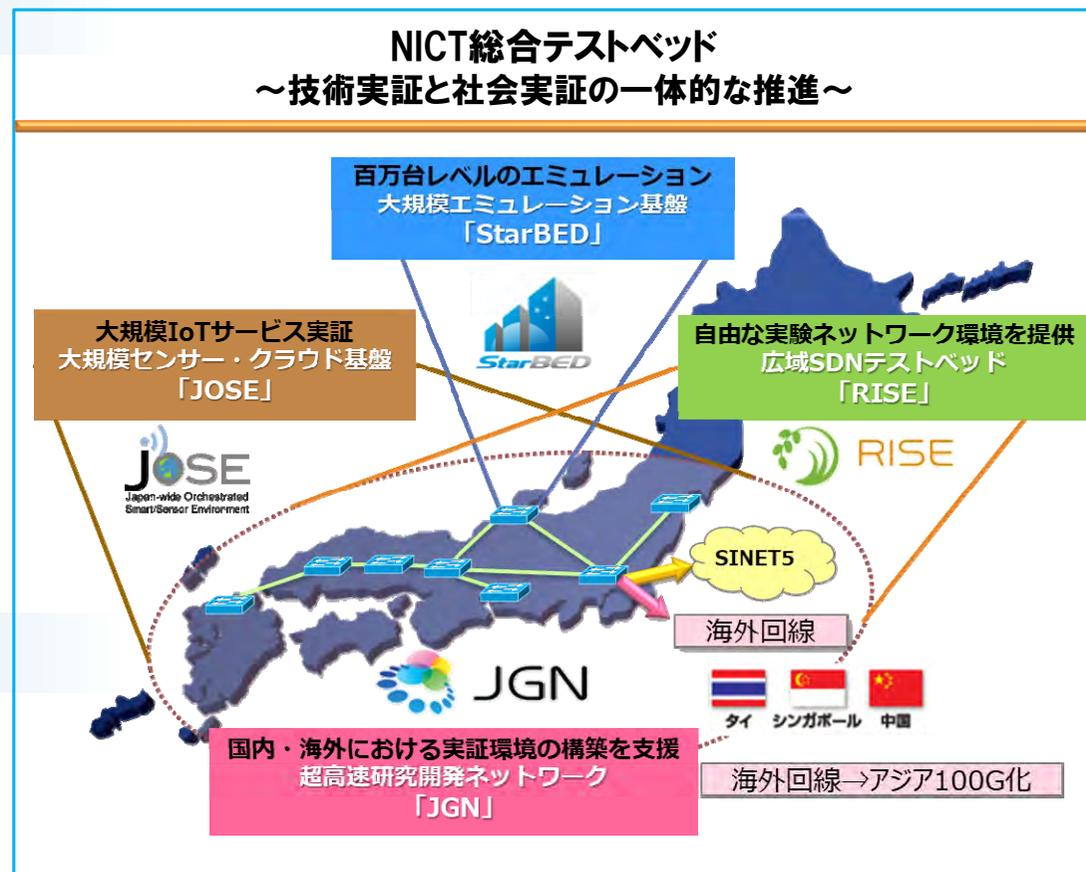 NICT総合テストベッド
～技術実証と社会実証の一体的な推進～
百万台レベルのエミュレーション
大規模エミュレーション基盤
「StarBED」
大規模IoTサービス実証
大規模センサー・クラウド基盤
「JOSE」
StarBED
自由な実験ネットワーク環境を提供
広域SDNテストベッド
「RISE」
JOSE
Japan-wide Orchestrated
Smart/Sensor Environment
RISE
SINET5
海外回線
JGN
タイ シンガポール 中国
国内・海外における実証環境の構築を支援
超高速研究開発ネットワーク
「JGN」
海外回線→アジア100G化